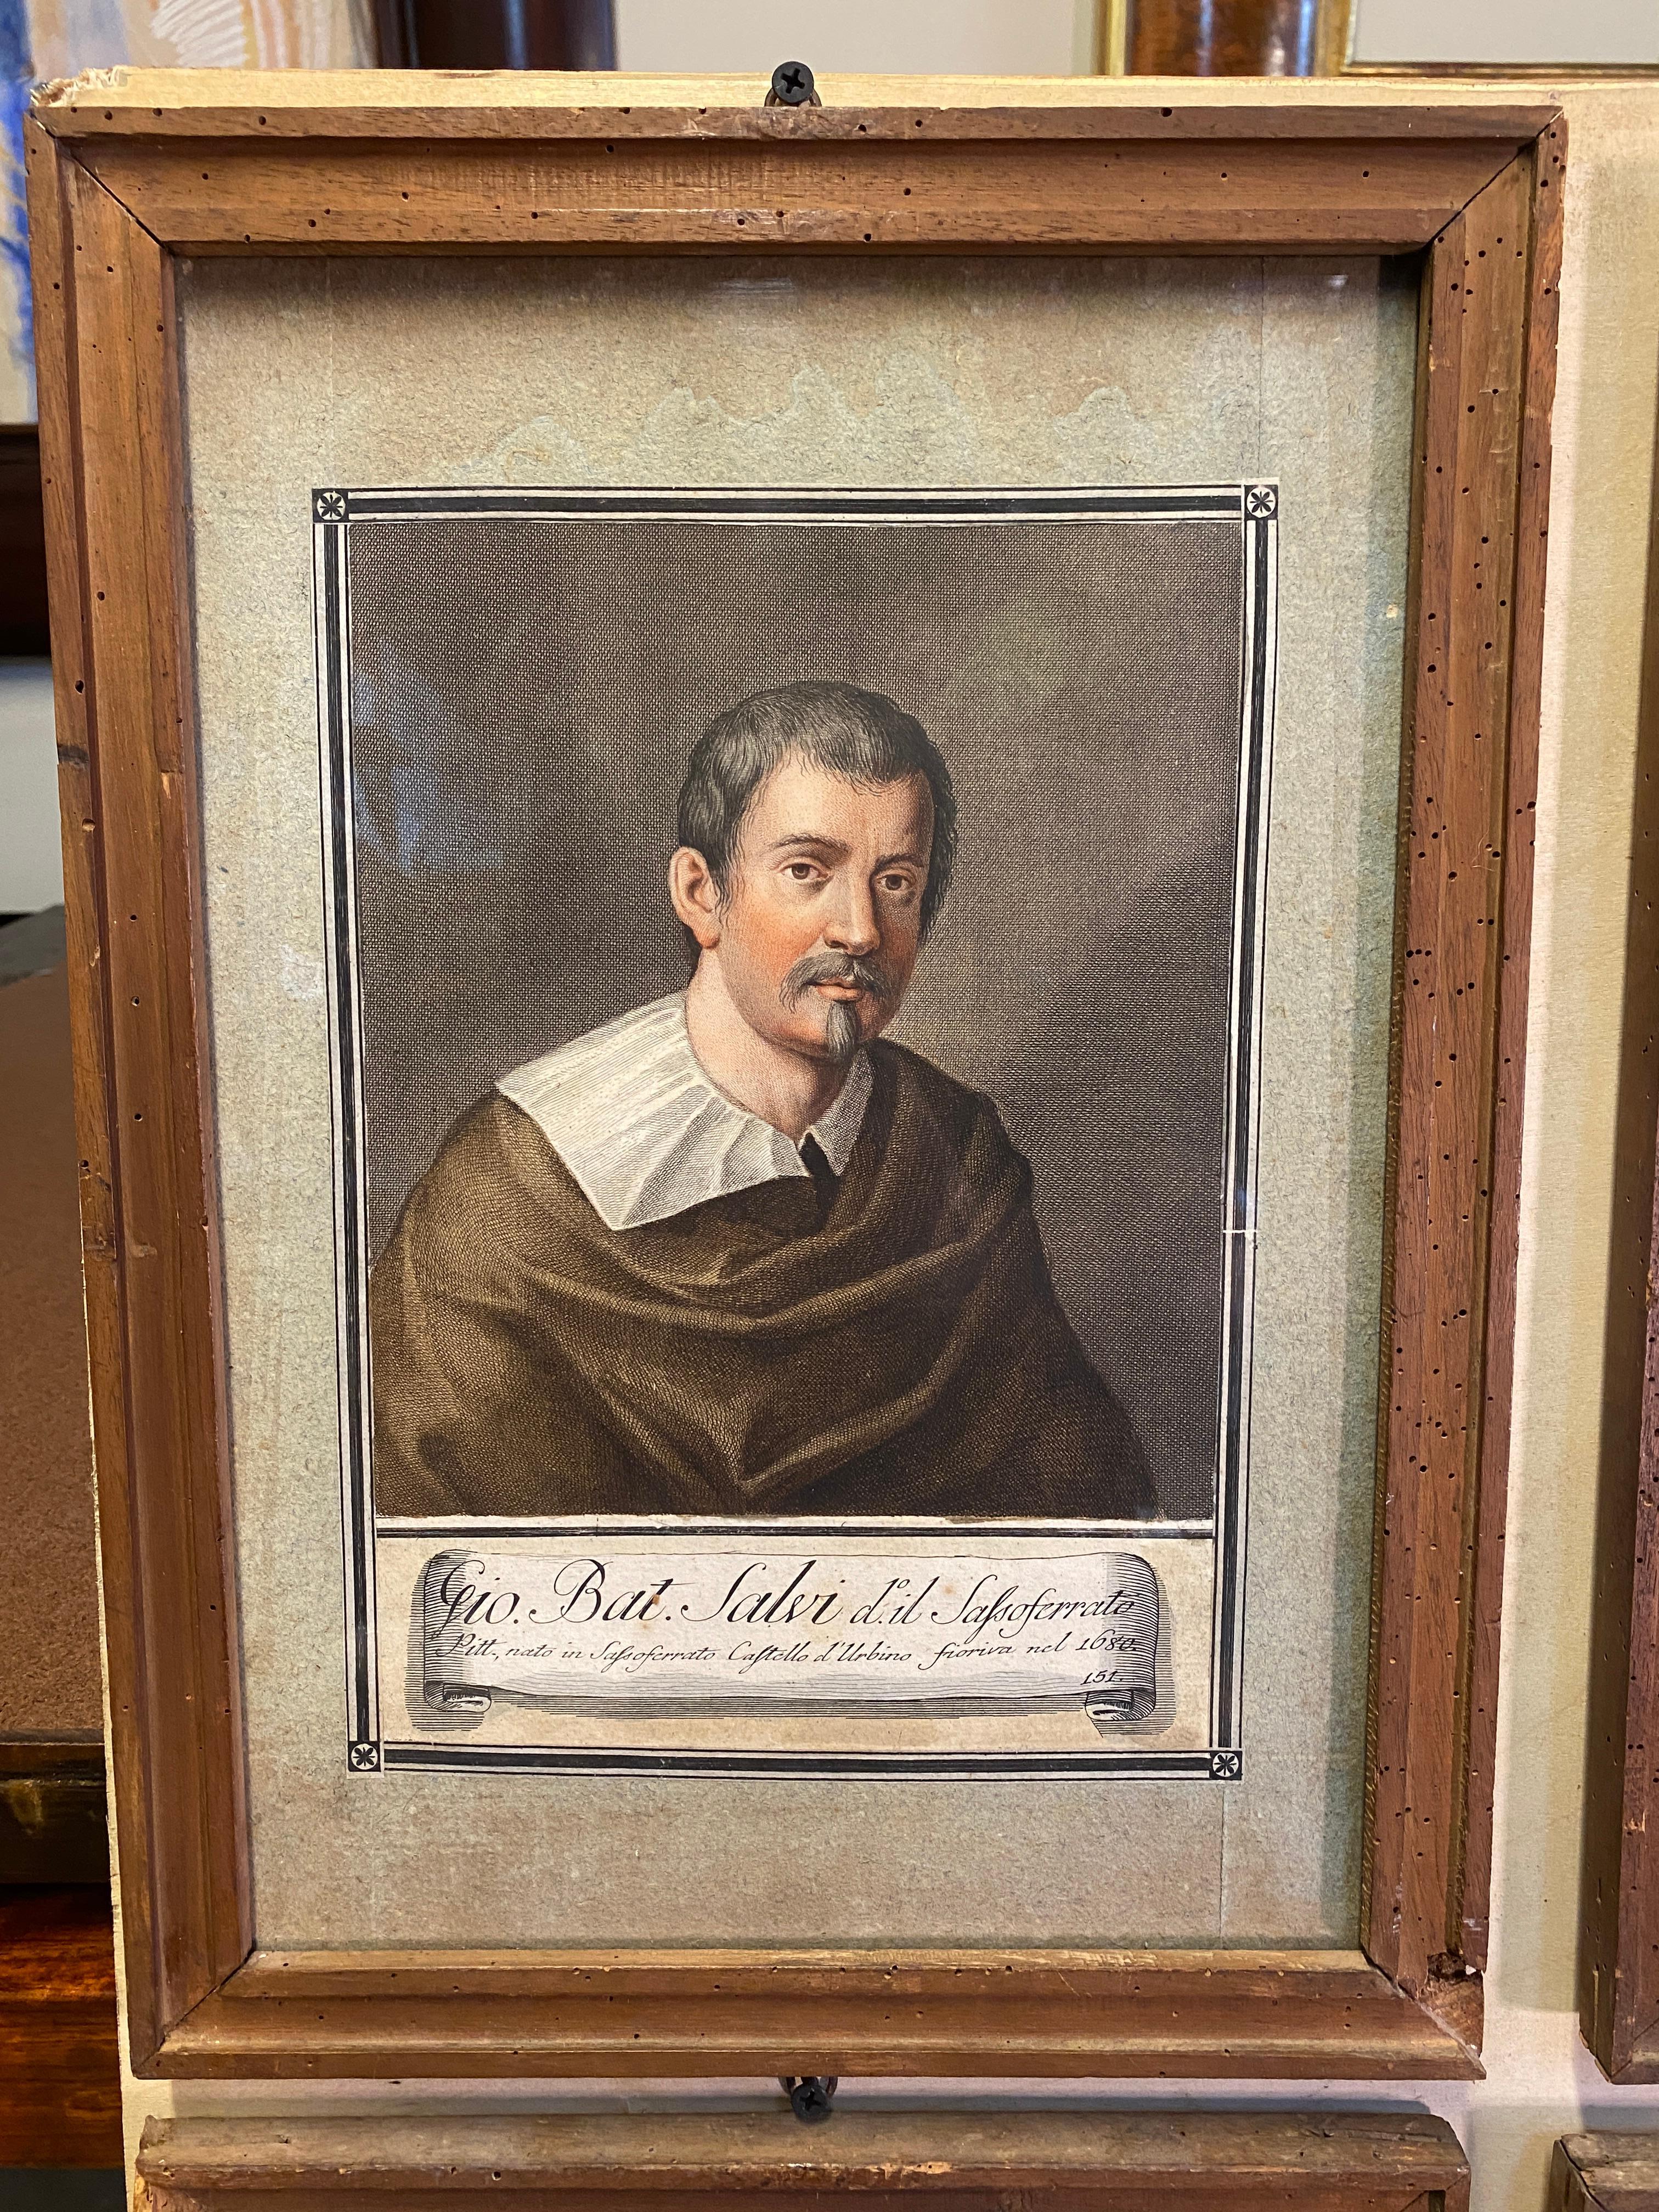 Gio. Bat. Salvi d.º il Saſsoferrato
Pitt., nato in Saſsoferrato Caſtello d'Urbino fioriva nel 1680.
151.